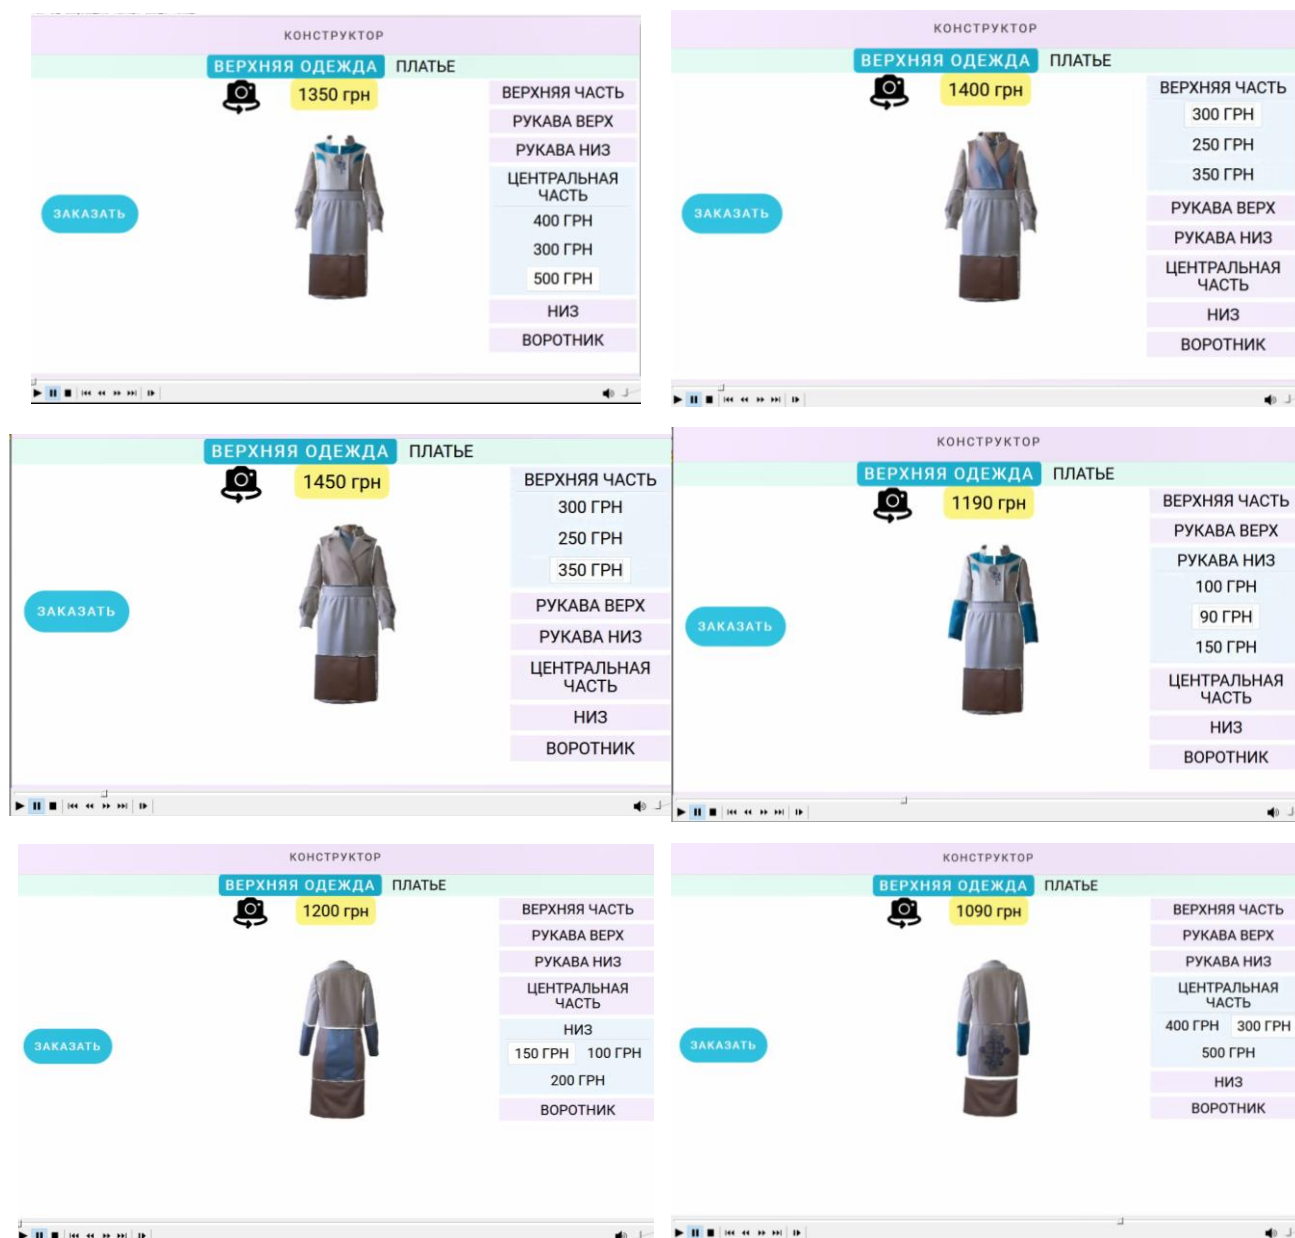 КОНСТРУКТОР
ВЕРХНЯЯ ОДЕЖДА ПЛАТЬЕ
1350 грн
ЗАКАЗАТЬ
ВЕРХНЯЯ ЧАСТЬ
РУКАВА ВЕРХ
РУКАВА НИЗ
ЦЕНТРАЛЬНАЯ
ЧАСТЬ
400 ГРН
300 ГРН
500 ГРН
НИЗ
ВОРОТНИК
КОНСТРУКТОР
ВЕРХНЯЯ ОДЕЖДА ПЛАТЬЕ
1400 грн
ЗАКАЗАТЬ
ВЕРХНЯЯ ЧАСТЬ
300 ГРН
250 ГРН
350 ГРН
РУКАВА ВЕРХ
РУКАВА НИЗ
ЦЕНТРАЛЬНАЯ
ЧАСТЬ
НИЗ
ВОРОТНИК
ВЕРХНЯЯ ОДЕЖДА ПЛАТЬЕ
1450 грн
ЗАКАЗАТЬ
ВЕРХНЯЯ ЧАСТЬ
300 ГРН
250 ГРН
350 ГРН
РУКАВА ВЕРХ
РУКАВА НИЗ
ЦЕНТРАЛЬНАЯ
ЧАСТЬ
НИЗ
ВОРОТНИК
КОНСТРУКТОР
ВЕРХНЯЯ ОДЕЖДА ПЛАТЬЕ
1190 грн
ЗАКАЗАТЬ
ВЕРХНЯЯ ЧАСТЬ
РУКАВА ВЕРХ
РУКАВА НИЗ
100 ГРН
90 ГРН
150 ГРН
ЦЕНТРАЛЬНАЯ
ЧАСТЬ
НИЗ
ВОРОТНИК
КОНСТРУКТОР
ВЕРХНЯЯ ОДЕЖДА ПЛАТЬЕ
1200 грн
ЗАКАЗАТЬ
ВЕРХНЯЯ ЧАСТЬ
РУКАВА ВЕРХ
РУКАВА НИЗ
ЦЕНТРАЛЬНАЯ
ЧАСТЬ
НИЗ
150 ГРН 100 ГРН
200 ГРН
ВОРОТНИК
КОНСТРУКТОР
ВЕРХНЯЯ ОДЕЖДА ПЛАТЬЕ
1090 грн
ЗАКАЗАТЬ
ВЕРХНЯЯ ЧАСТЬ
РУКАВА ВЕРХ
РУКАВА НИЗ
ЦЕНТРАЛЬНАЯ
ЧАСТЬ
400 ГРН 300 ГРН
500 ГРН
НИЗ
ВОРОТНИК